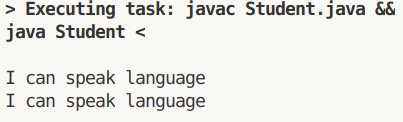 > Executing task: javac Student.java &&
java Student <
I can speak language
I can speak language